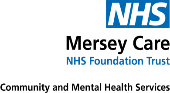 NHS
Mersey Care
NHS Foundation Trust
Community and Mental Health Services